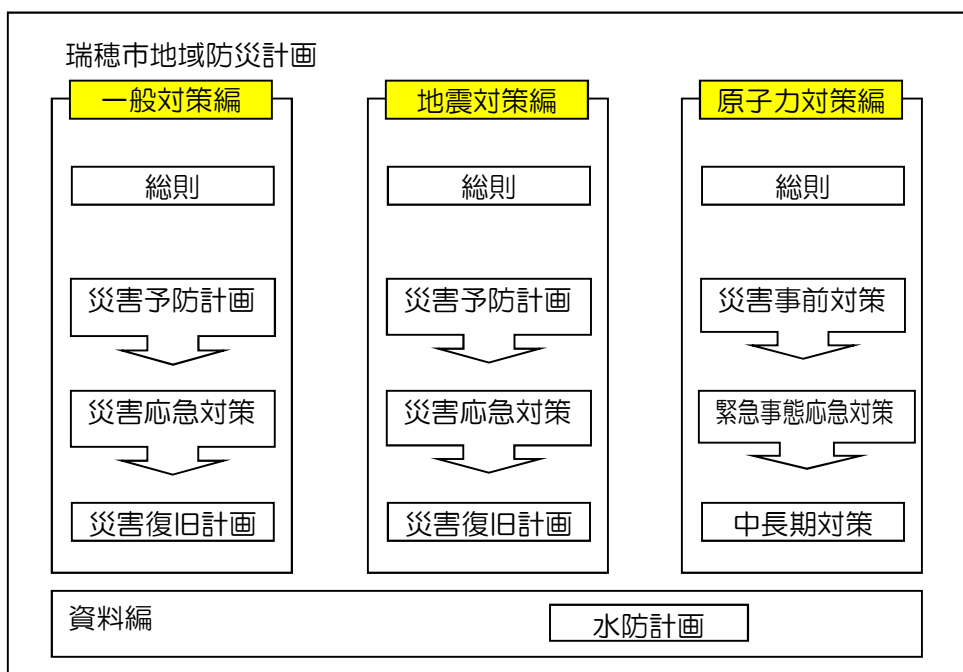 瑞穂市地域防災計画
一般対策編
総則
災害予防計画
災害応急対策
災害復旧計画
地震対策編
総則
災害予防計画
災害応急対策
災害復旧計画
原子力対策編
総則
災害事前対策
緊急事態応急対策
中長期対策
資料編
水防計画